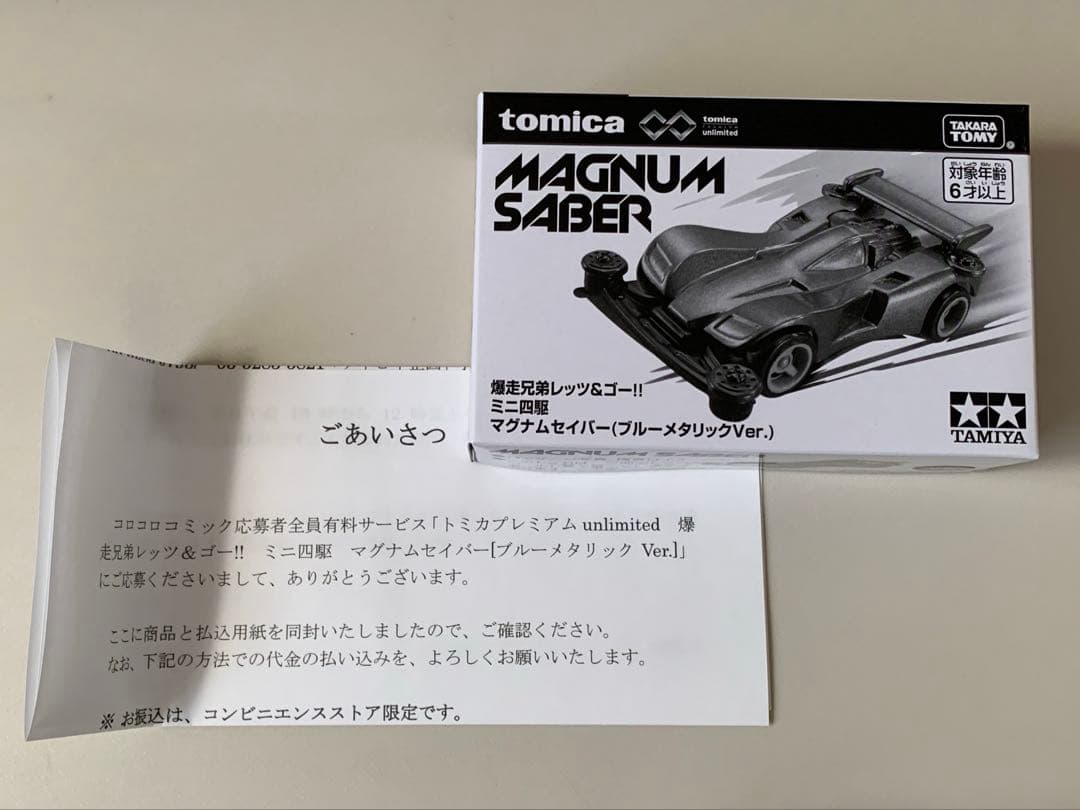 tomica
tomica
unlimited
TAKARA
TOMY
MAGNUM
SABER
対象年齢
6才以上
爆走兄弟レッツ&ゴー!!
ミニ四駆
マグナムセイバー(ブルーメタリックVer.)
TAMIYA
MAGNUM SABER
ごあいさつ
コロコロコミック応募者全員有料サービス「トミカプレミアム unlimited 爆
走兄弟レッツ&ゴー!! ミニ四駆 マグナムセイバー[ブルーメタリック Ver.]」
にご応募くださいまして、ありがとうございます。
ここに商品と払込用紙を同封いたしましたので、ご確認ください。
なお、下記の方法での代金の払い込みを、よろしくお願いいたします。
※ お振込は、コンビニエンスストア限定です。